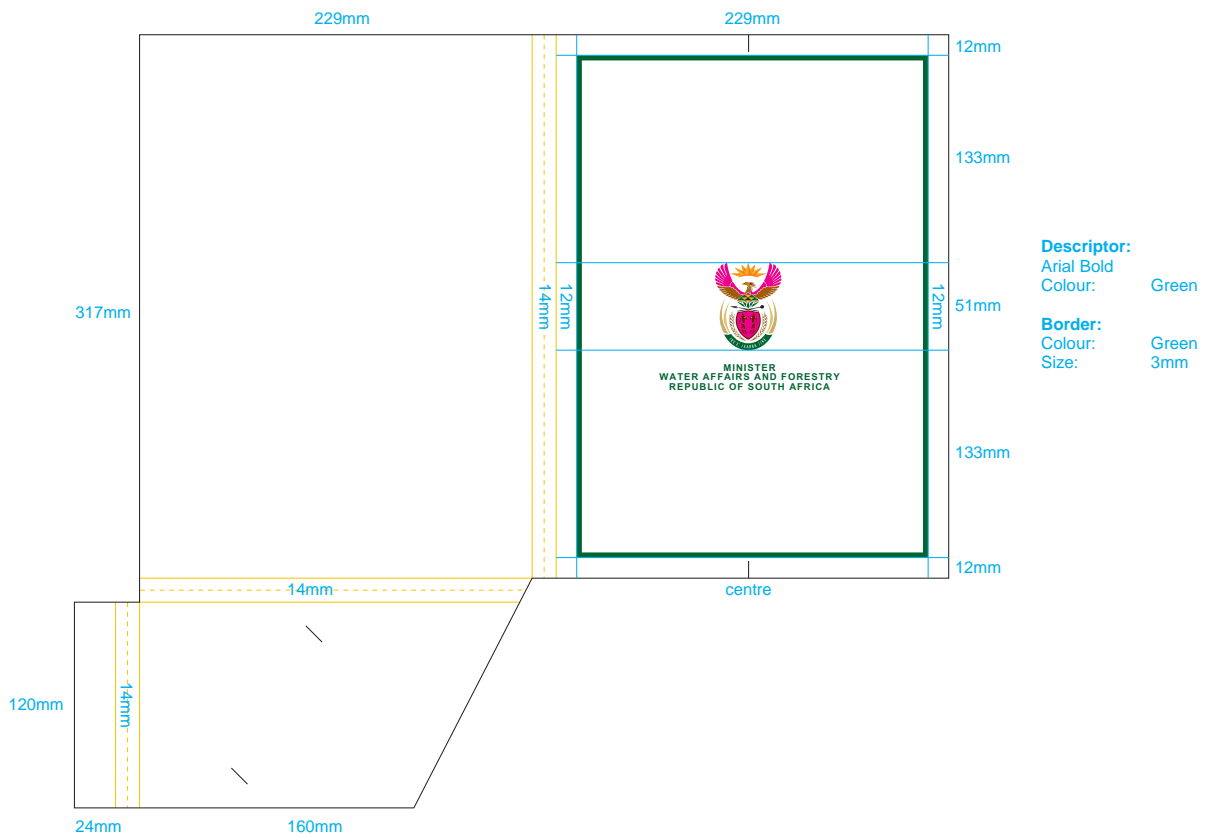 229mm
229mm
12mm
133mm
Descriptor:
Arial Bold
Colour: Green
317mm
14mm
12mm
12mm
51mm
Border:
Colour: Green
Size: 3mm
MINISTER
WATER AFFAIRS AND FORESTRY
REPUBLIC OF SOUTH AFRICA
133mm
12mm
14mm
centre
120mm
14mm
24mm
160mm